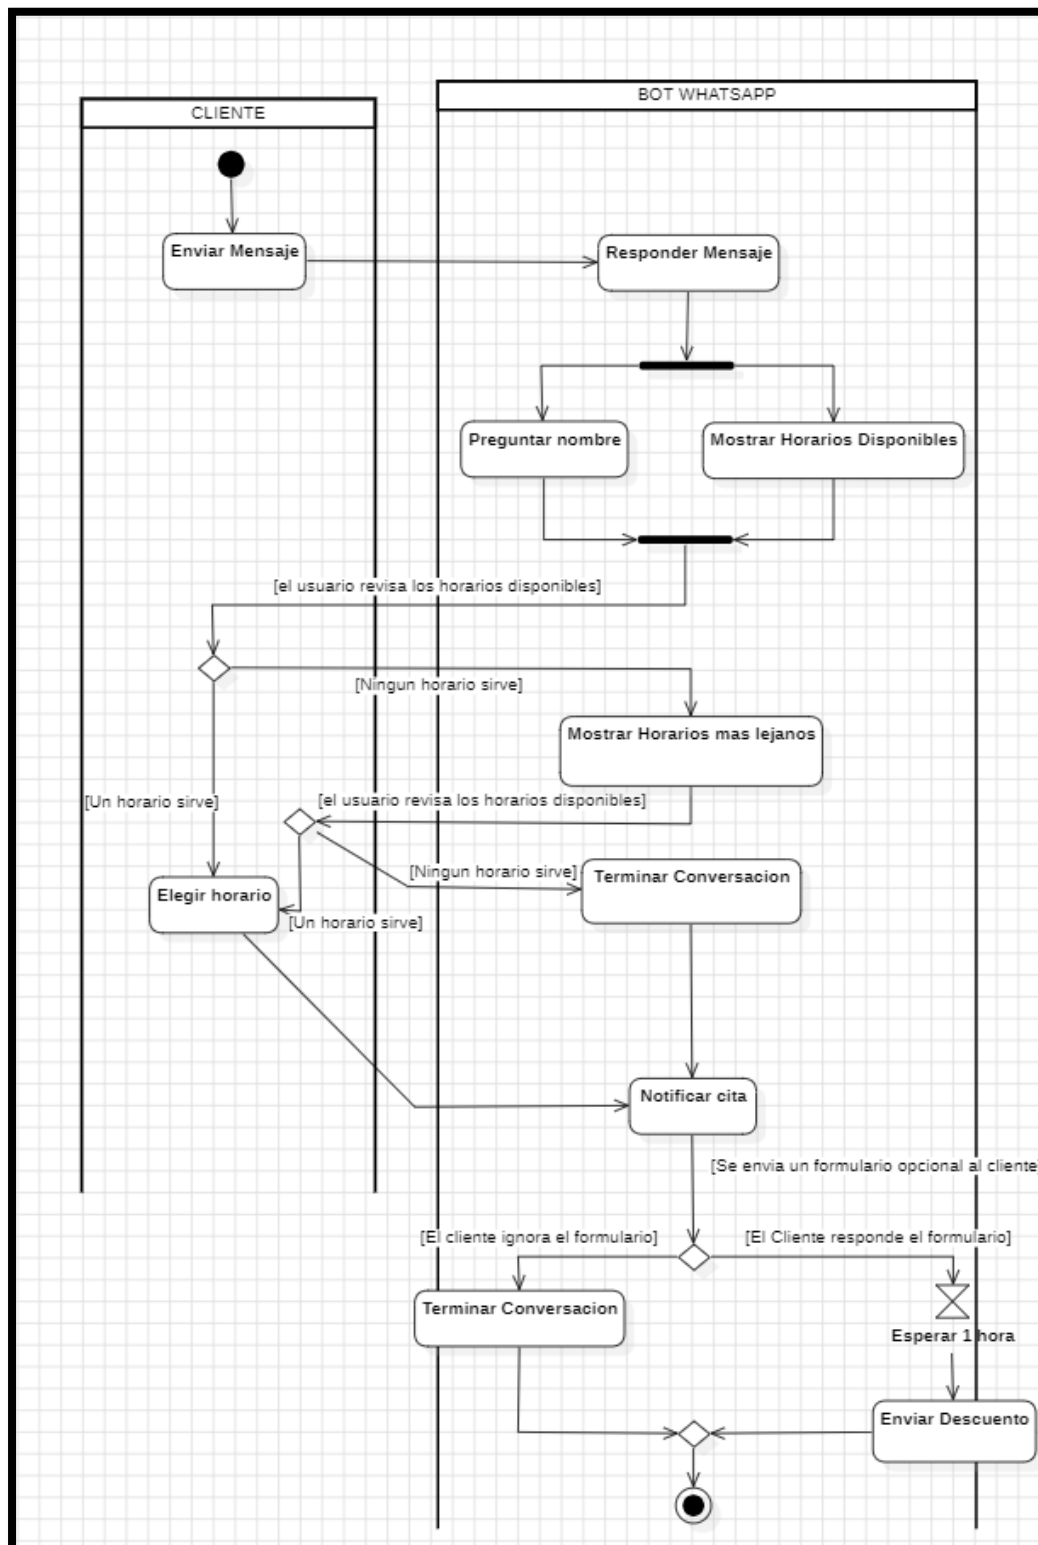 BOT WHATSAPP
CLIENTE
Enviar Mensaje
Responder Mensaje
Preguntar nombre
Mostrar Horarios Disponibles
[el usuario revisa los horarios disponibles]
[Ningun horario sirve]
Mostrar Horarios mas lejanos
[Un horario sirve]
[el usuario revisa los horarios disponibles]
[Ningun horario sirve]
Terminar Conversacion
Elegir horario
[Un horario sirve]
Notificar cita
[Se envia un formulario opcional al cliente]
[El cliente ignora el formulario]
[El Cliente responde el formulario]
Terminar Conversacion
Esperar 1 hora
Enviar Descuento